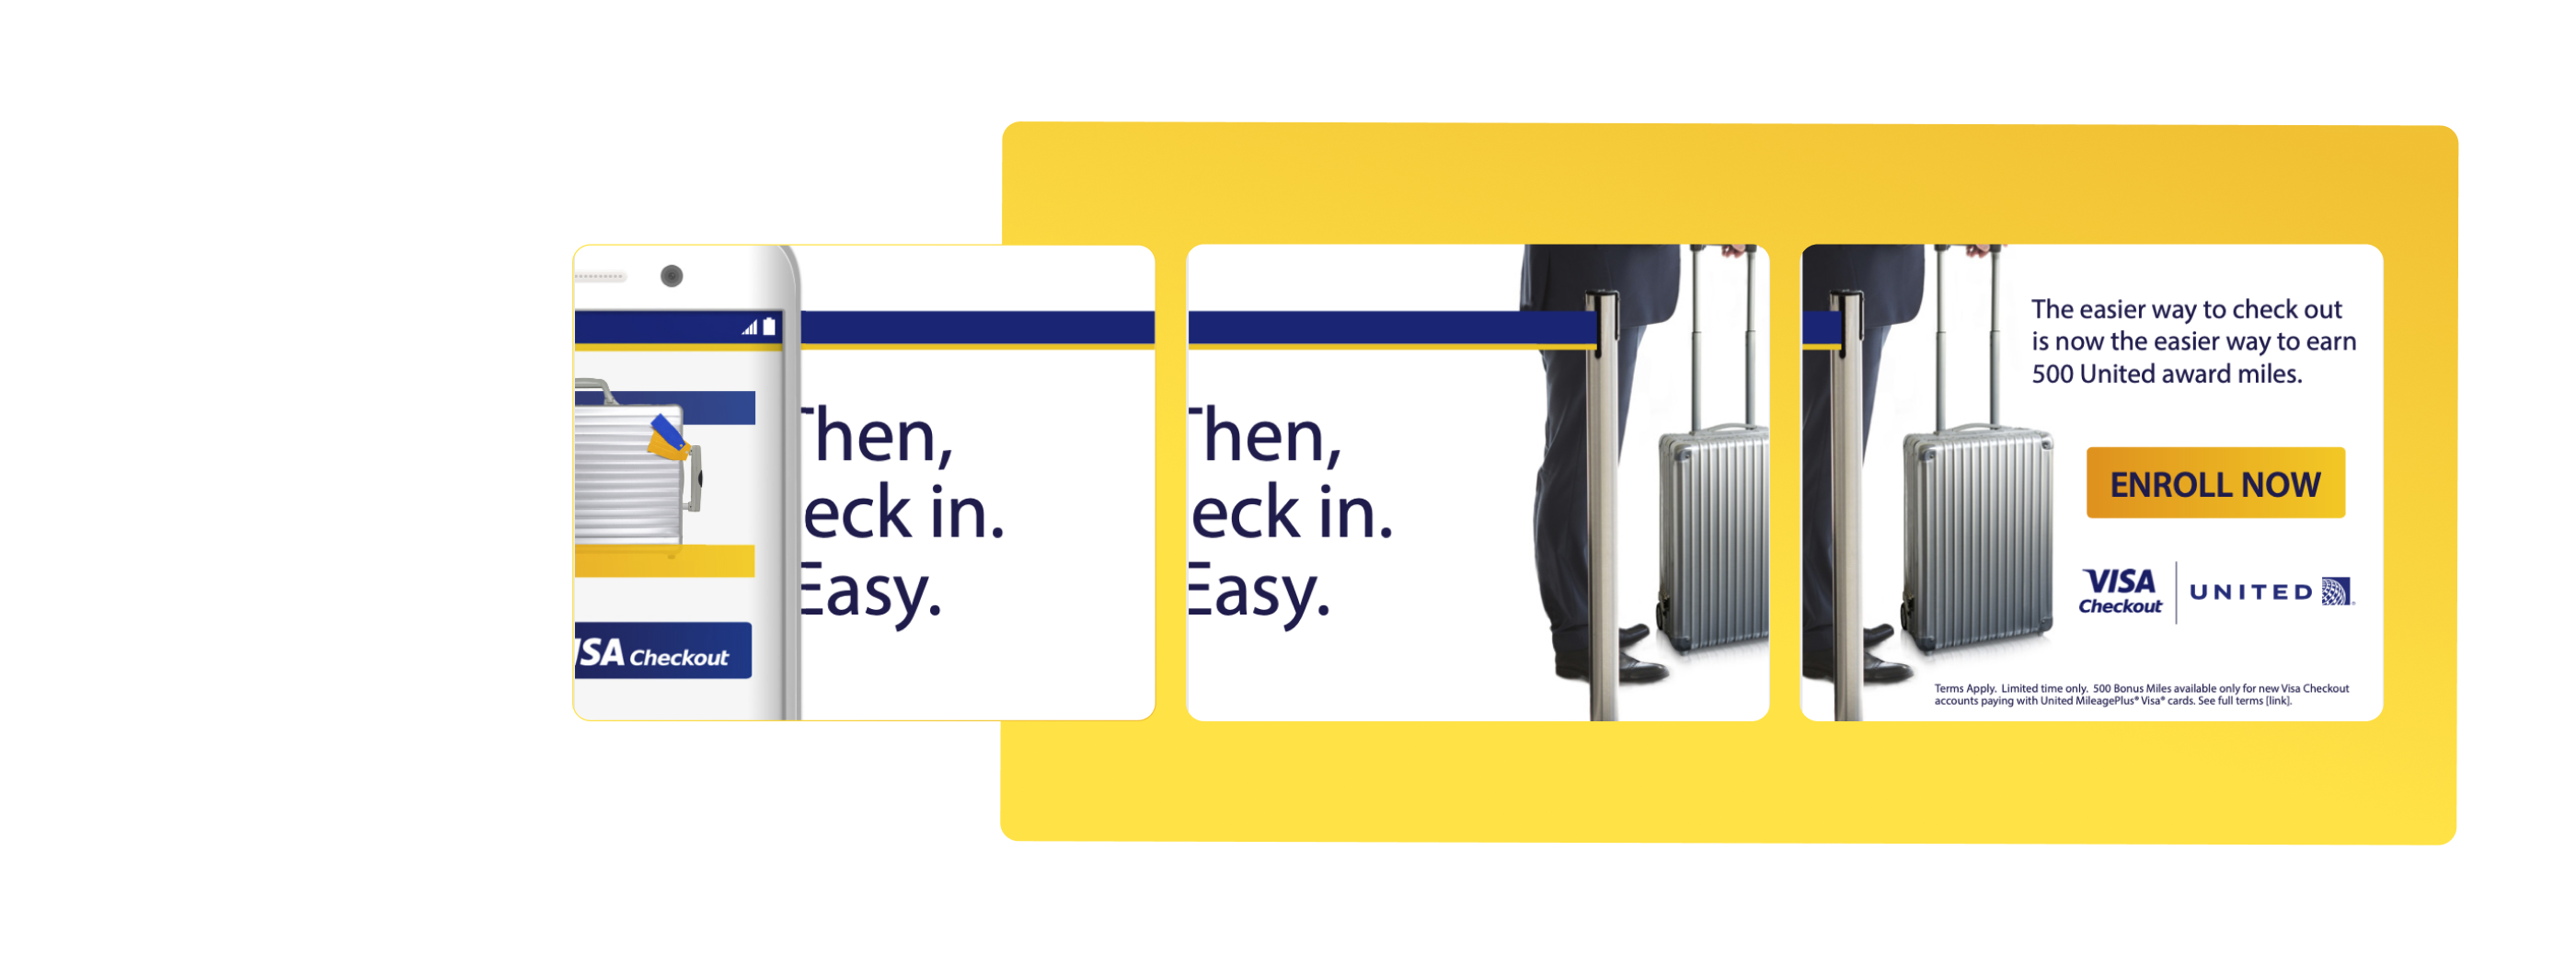 ISA Checkout
Then,
eck in.
Easy.
Then,
eck in.
Easy.
The easier way to check out
is now the easier way to earn
500 United award miles.
ENROLL NOW
VISA
Checkout
UNITED
Terms Apply. Limited time only. 500 Bonus Miles available only for new Visa Checkout
accounts paying with United MileagePlus® Visa® cards. See full terms [link].